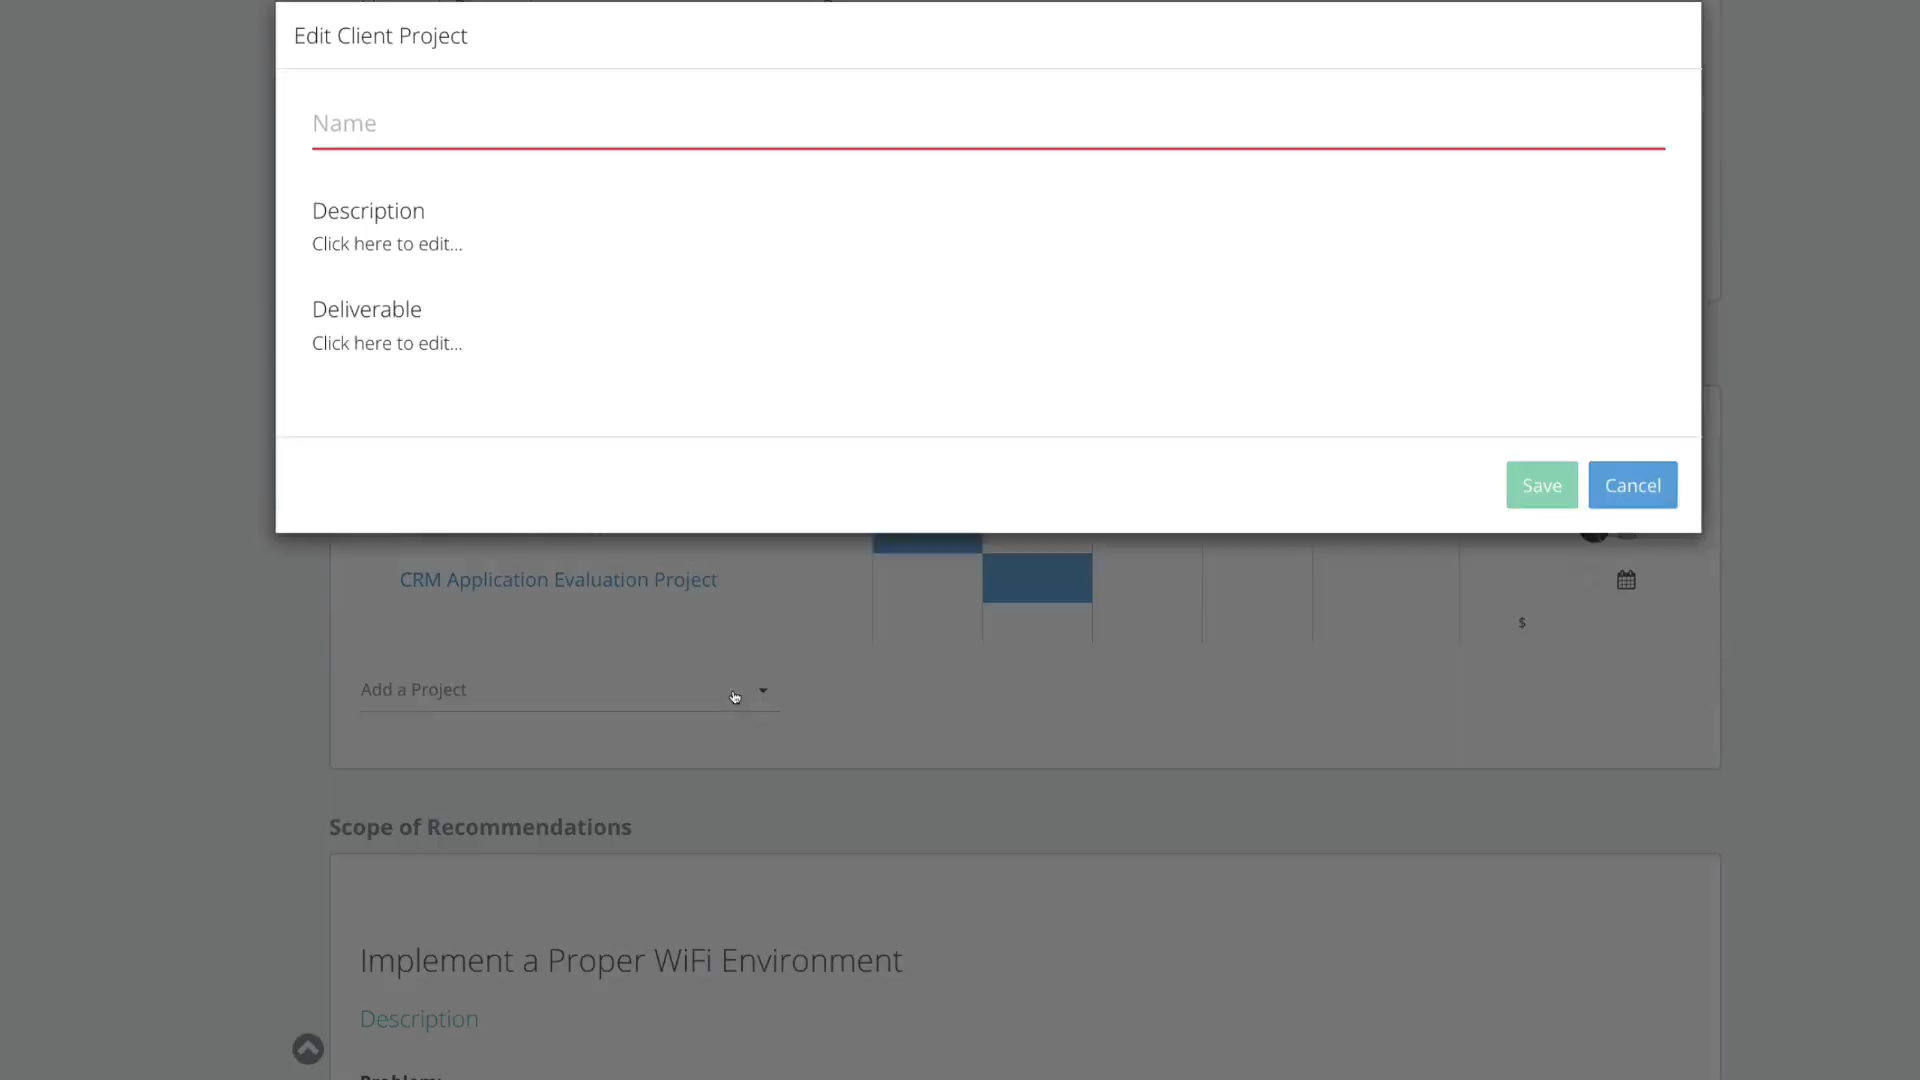 Edit Client Project
Name
Description
Click here to edit...
Deliverable
Click here to edit...
Save Cancel
CRM Application Evaluation Project
$
Add a Project
Scope of Recommendations
Implement a Proper WiFi Environment
Description